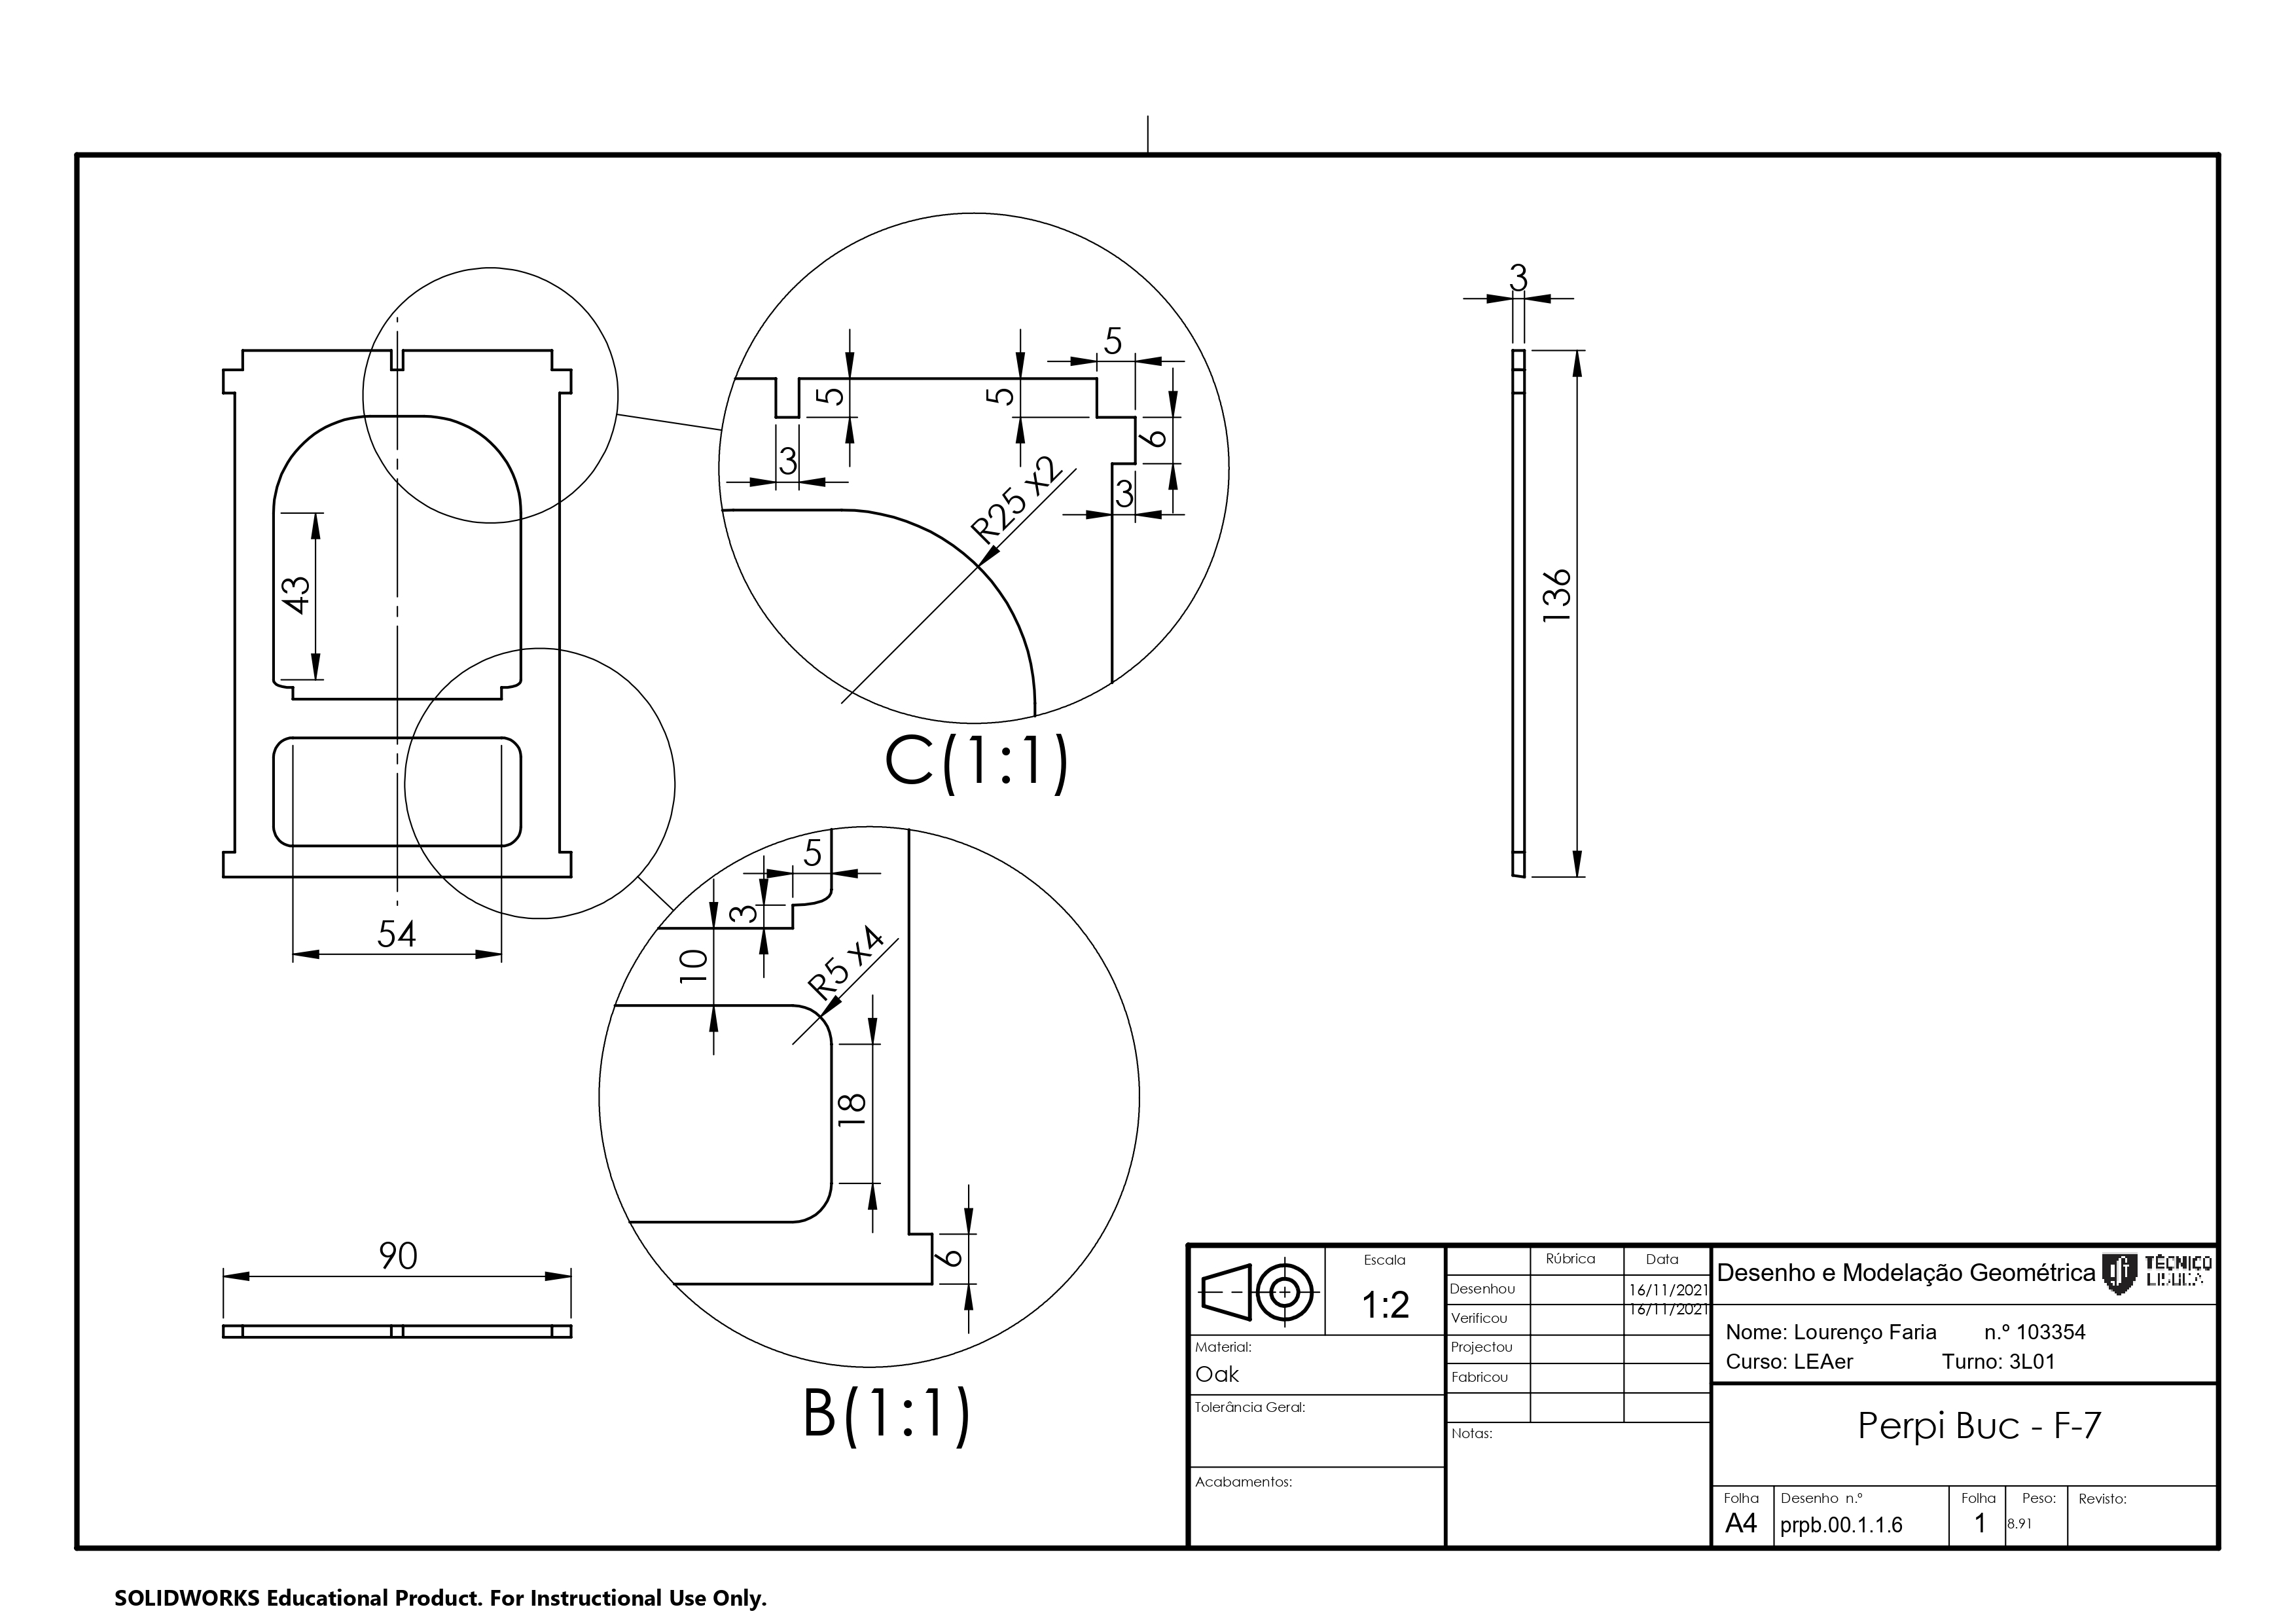 43
54
90
5
5
5
3
6
3
R25 x2
C(1:1)
5
3
10
R5 x4
18
6
B(1:1)
3
136
Escala
1:2
Material:
Oak
Tolerância Geral:
Acabamentos:
Rúbrica Data
Desenhou 16/11/2021
Verificou 16/11/2021
Projectou
Fabricou
Notas:
Desenho e Modelação Geométrica
TÉCNICO
Nome: Lourenço Faria n.º 103354
Curso: LEAer Turno: 3L01
Perpi Buc - F-7
Folha Desenho n.º Folha Peso: Revisto:
A4 prpb.00.1.1.6 1 8.91
SOLIDWORKS Educational Product. For Instructional Use Only.